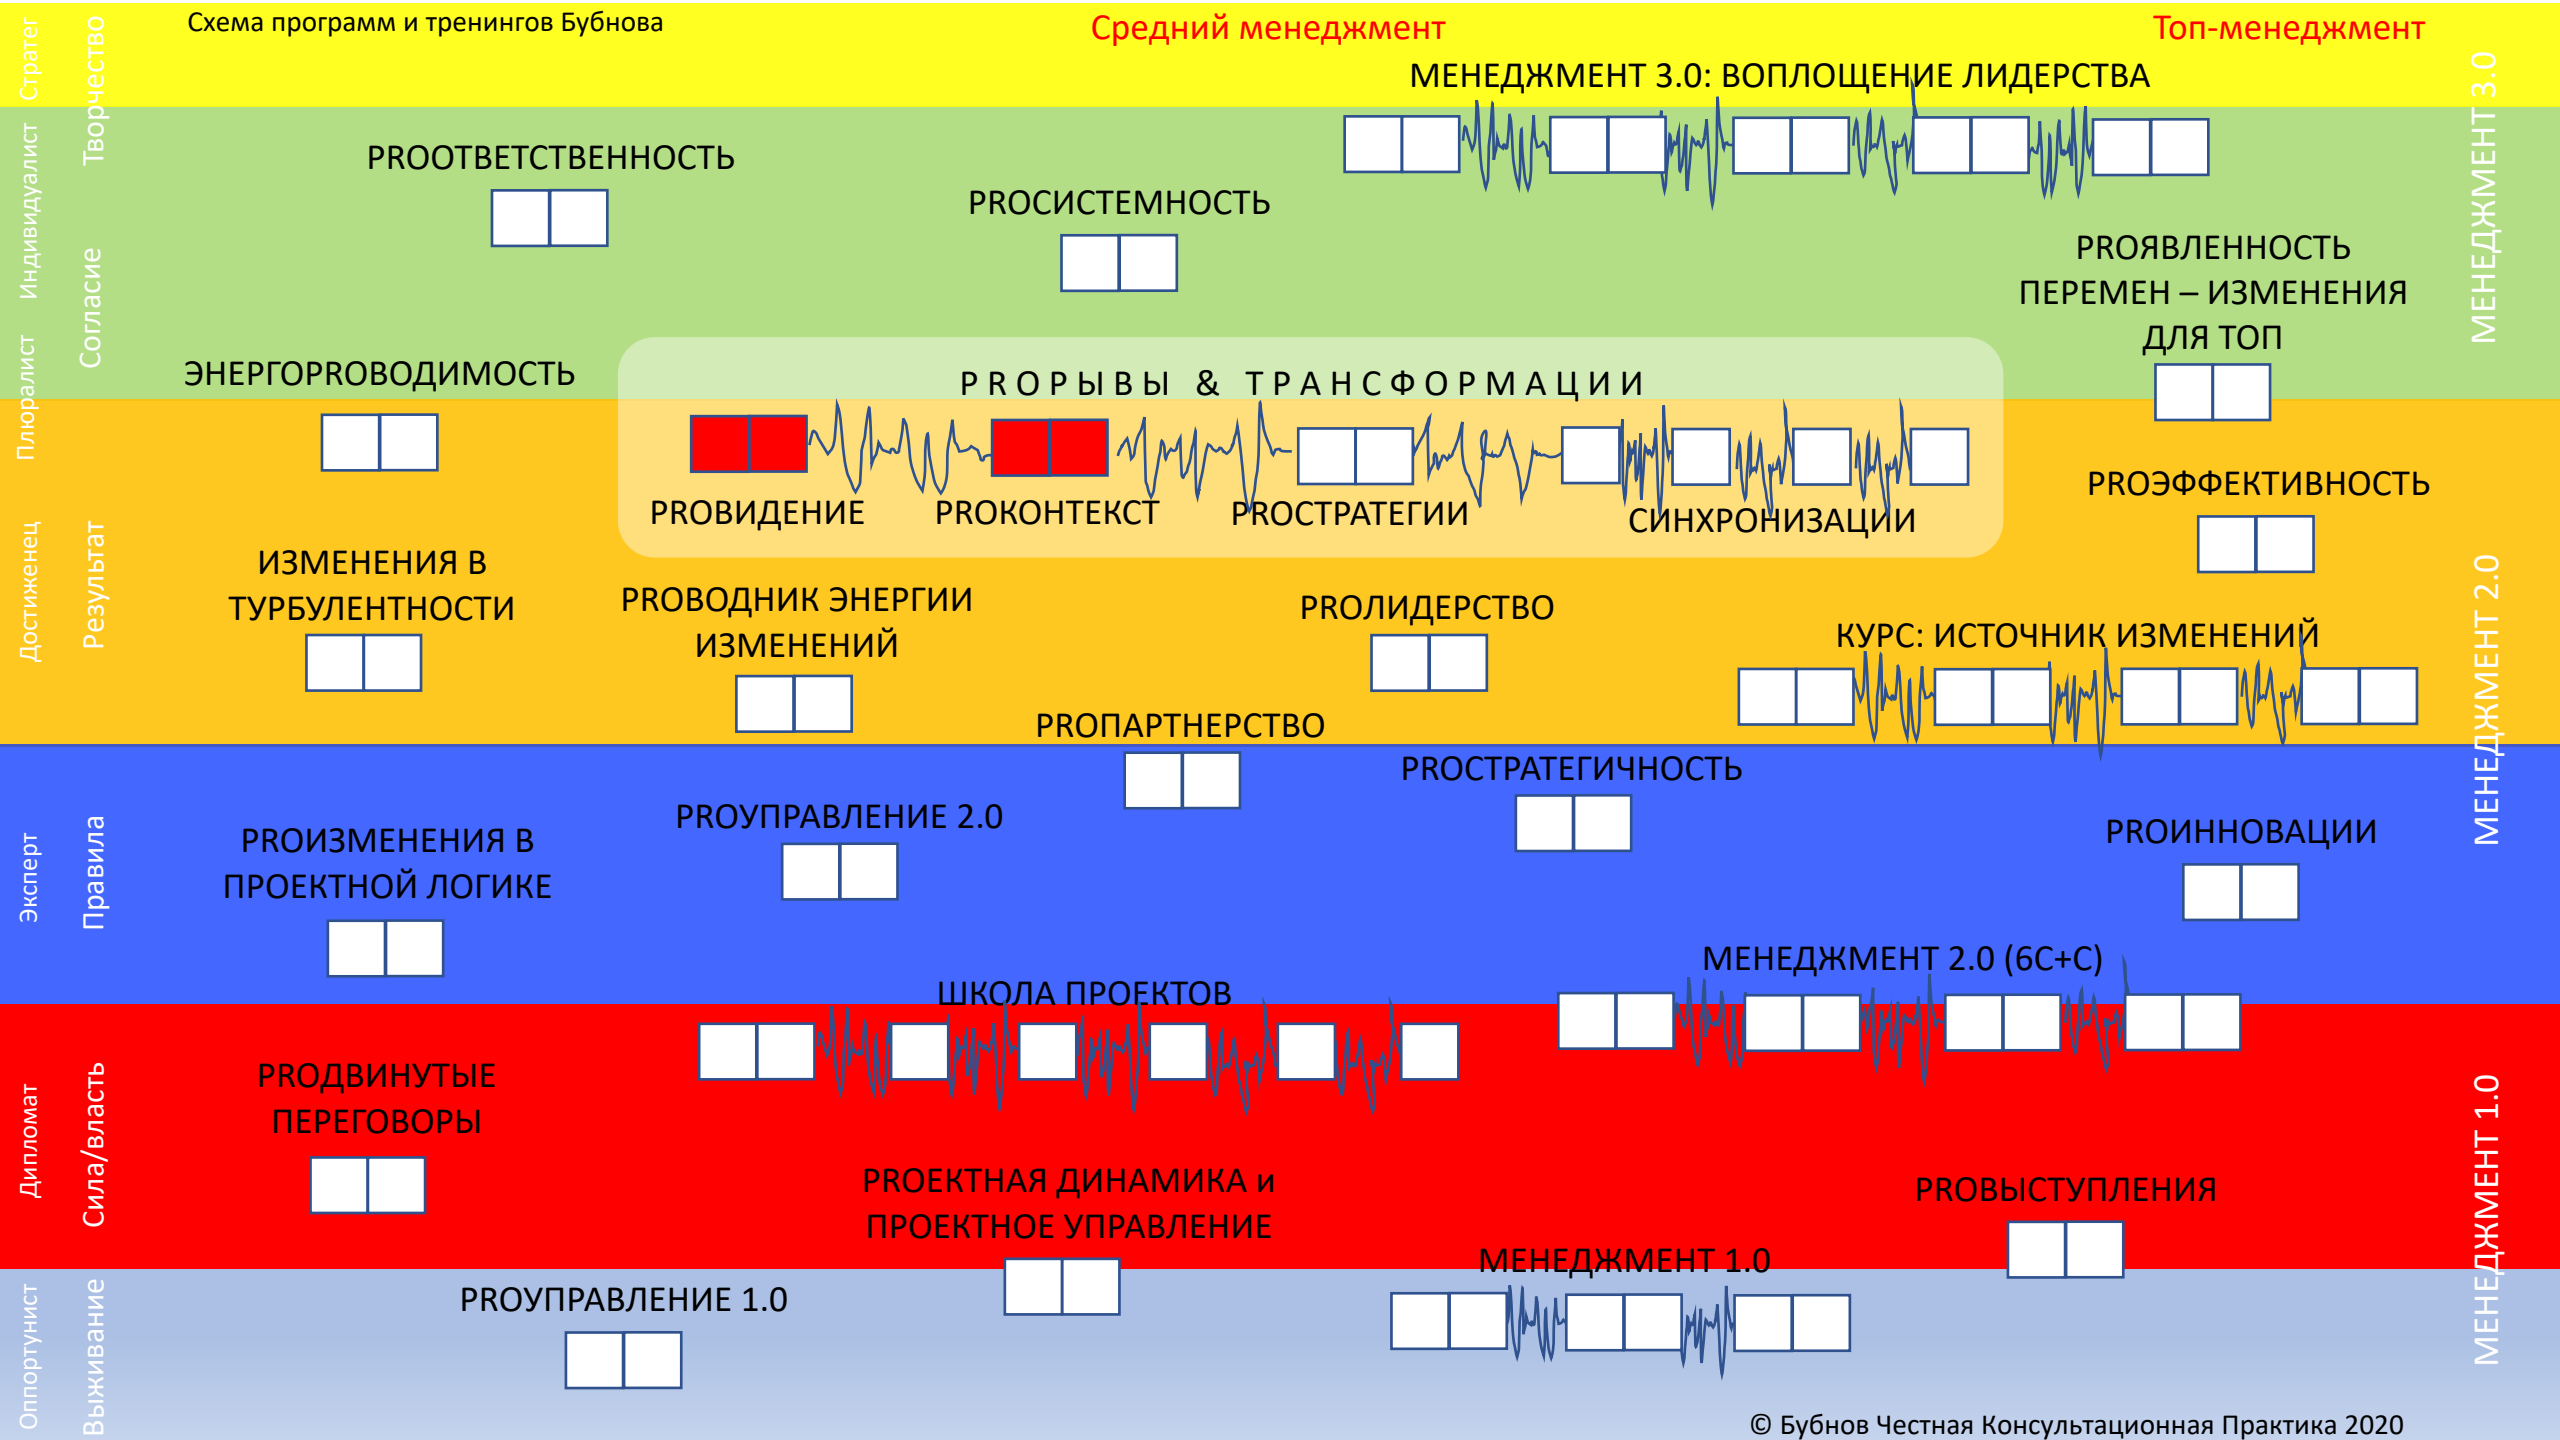 Схема программ и тренингов Бубнова
Средний менеджмент
Топ-менеджмент
МЕНЕДЖМЕНТ 3.0: ВОПЛОЩЕНИЕ ЛИДЕРСТВА
PROОТВЕТСТВЕННОСТЬ
PROСИСТЕМНОСТЬ
PROЯВЛЕННОСТЬ
ПЕРЕМЕН – ИЗМЕНЕНИЯ
ДЛЯ ТОП
ЭНЕРГОPROВОДИМОСТЬ
PROРЫВЫ & ТРАНСФОРМАЦИИ
PROВИДЕНИЕ
PROКОНТЕКСТ
PROСТРАТЕГИИ
СИНХРОНИЗАЦИИ
PROЭФФЕКТИВНОСТЬ
ИЗМЕНЕНИЯ В
ТУРБУЛЕНТНОСТИ
PROВОДНИК ЭНЕРГИИ
ИЗМЕНЕНИЙ
PROЛИДЕРСТВО
КУРС: ИСТОЧНИК ИЗМЕНЕНИЙ
PROПАРТНЕРСТВО
PROСТРАТЕГИЧНОСТЬ
PROУПРАВЛЕНИЕ 2.0
PROИЗМЕНЕНИЯ В
ПРОЕКТНОЙ ЛОГИКЕ
PROИННОВАЦИИ
МЕНЕДЖМЕНТ 2.0 (6С+С)
ШКОЛА ПРОЕКТОВ
PROДВИНУТЫЕ
ПЕРЕГОВОРЫ
PROЕКТНАЯ ДИНАМИКА и
ПРОЕКТНОЕ УПРАВЛЕНИЕ
PROВЫСТУПЛЕНИЯ
МЕНЕДЖМЕНТ 1.0
PROУПРАВЛЕНИЕ 1.0
© Бубнов Честная Консультационная Практика 2020
Стратег
Индивидуалист
Плюралист
Достиженец
Эксперт
Дипломат
Оппортунист
Творчество
Согласие
Результат
Правила
Сила/власть
Выживание
МЕНЕДЖМЕНТ 3.0
МЕНЕДЖМЕНТ 2.0
МЕНЕДЖМЕНТ 1.0